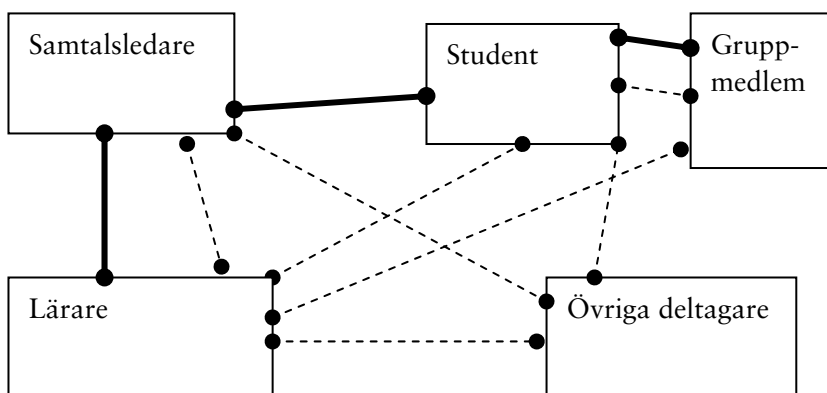 Samtalsledare
Student
Grupp-
medlem
Lärare
Övriga deltagare